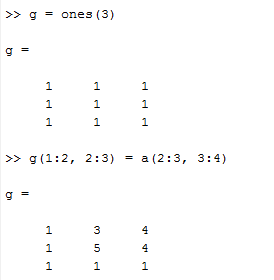 >> g = ones(3)
g =
1 1 1
1 1 1
1 1 1
>> g(1:2, 2:3) = a(2:3, 3:4)
g =
1 3 4
1 5 4
1 1 1